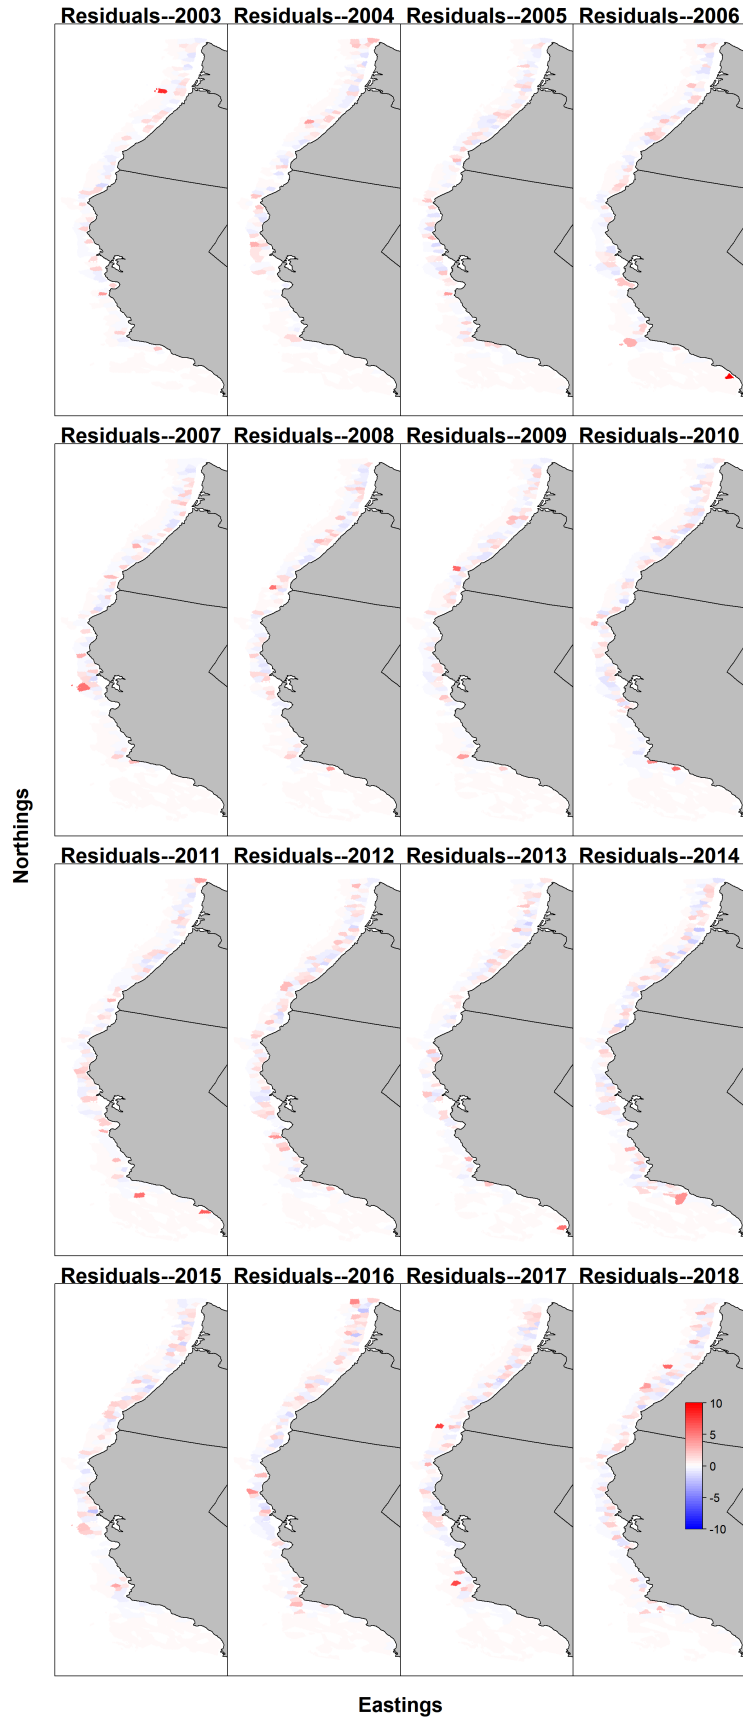 Residuals--2003 Residuals--2004 Residuals--2005 Residuals--2006
Residuals--2007 Residuals--2008 Residuals--2009 Residuals--2010
Northings
Residuals--2011 Residuals--2012 Residuals--2013 Residuals--2014
Residuals--2015 Residuals--2016 Residuals--2017 Residuals--2018
10
5
0
-5
-10
Eastings